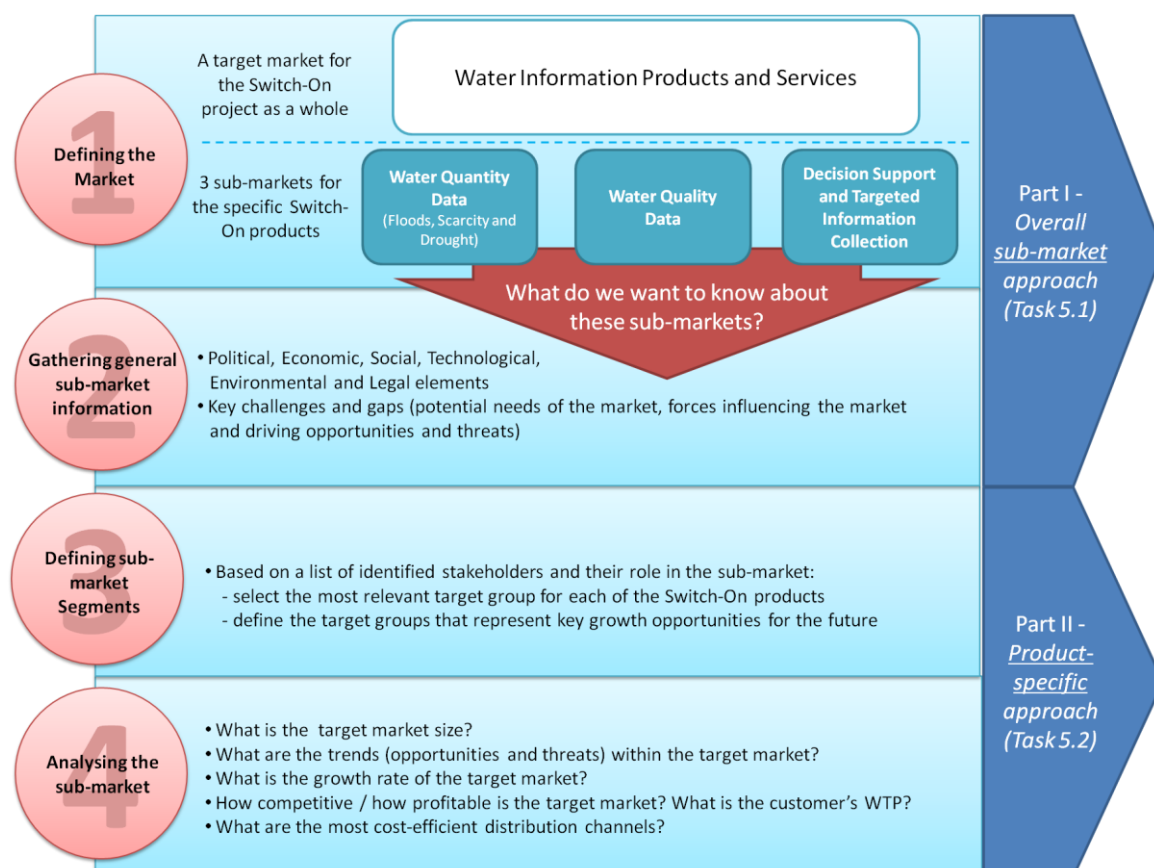 1
Defining the
Market
A target market for
the Switch-On
project as a whole
Water Information Products and Services
3 sub-markets for
the specific Switch-
On products
Water Quantity
Data
(Floods, Scarcity and
Drought)
Water Quality
Data
Decision Support
and Targeted
Information
Collection
What do we want to know about
these sub-markets?
2
Gathering general
sub-market
information
• Political, Economic, Social, Technological,
Environmental and Legal elements
• Key challenges and gaps (potential needs of the market, forces influencing the market
and driving opportunities and threats)
Part I -
Overall
sub-market
approach
(Task 5.1)
3
Defining sub-
market
Segments
• Based on a list of identified stakeholders and their role in the sub-market:
- select the most relevant target group for each of the Switch-On products
- define the target groups that represent key growth opportunities for the future
4
Analysing the
sub-market
• What is the target market size?
• What are the trends (opportunities and threats) within the target market?
• What is the growth rate of the target market?
• How competitive / how profitable is the target market? What is the customer's WTP?
• What are the most cost-efficient distribution channels?
Part II -
Product-
specific
approach
(Task 5.2)